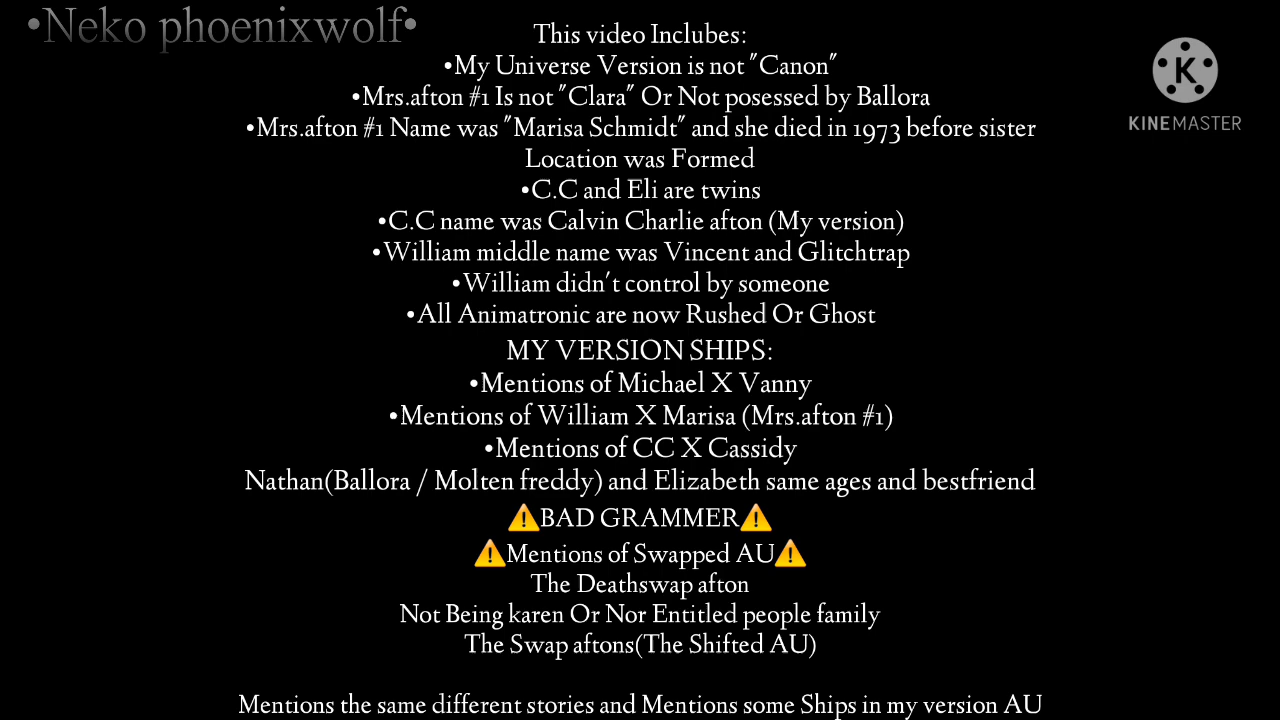 •Neko phoenixwolf•
This video Inclubes:
•My Universe Version is not "Canon"
•Mrs.afton #1 Is not "Clara" Or Not posessed by Ballora
•Mrs.afton #1 Name was "Marisa Schmidt" and she died in 1973 before sister
Location was Formed
•C.C and Eli are twins
•C.C name was Calvin Charlie afton (My version)
•William middle name was Vincent and Glitchtrap
•William didn't control by someone
•All Animatronic are now Rushed Or Ghost
MY VERSION SHIPS:
•Mentions of Michael X Vanny
•Mentions of William X Marisa (Mrs.afton #1)
•Mentions of CC X Cassidy
Nathan(Ballora / Molten freddy) and Elizabeth same ages and bestfriend
⚠️BAD GRAMMER⚠️
⚠️Mentions of Swapped AU⚠️
The Deathswap afton
Not Being karen Or Nor Entitled people family
The Swap aftons(The Shifted AU)
Mentions the same different stories and Mentions some Ships in my version AU
K
KINEMASTER